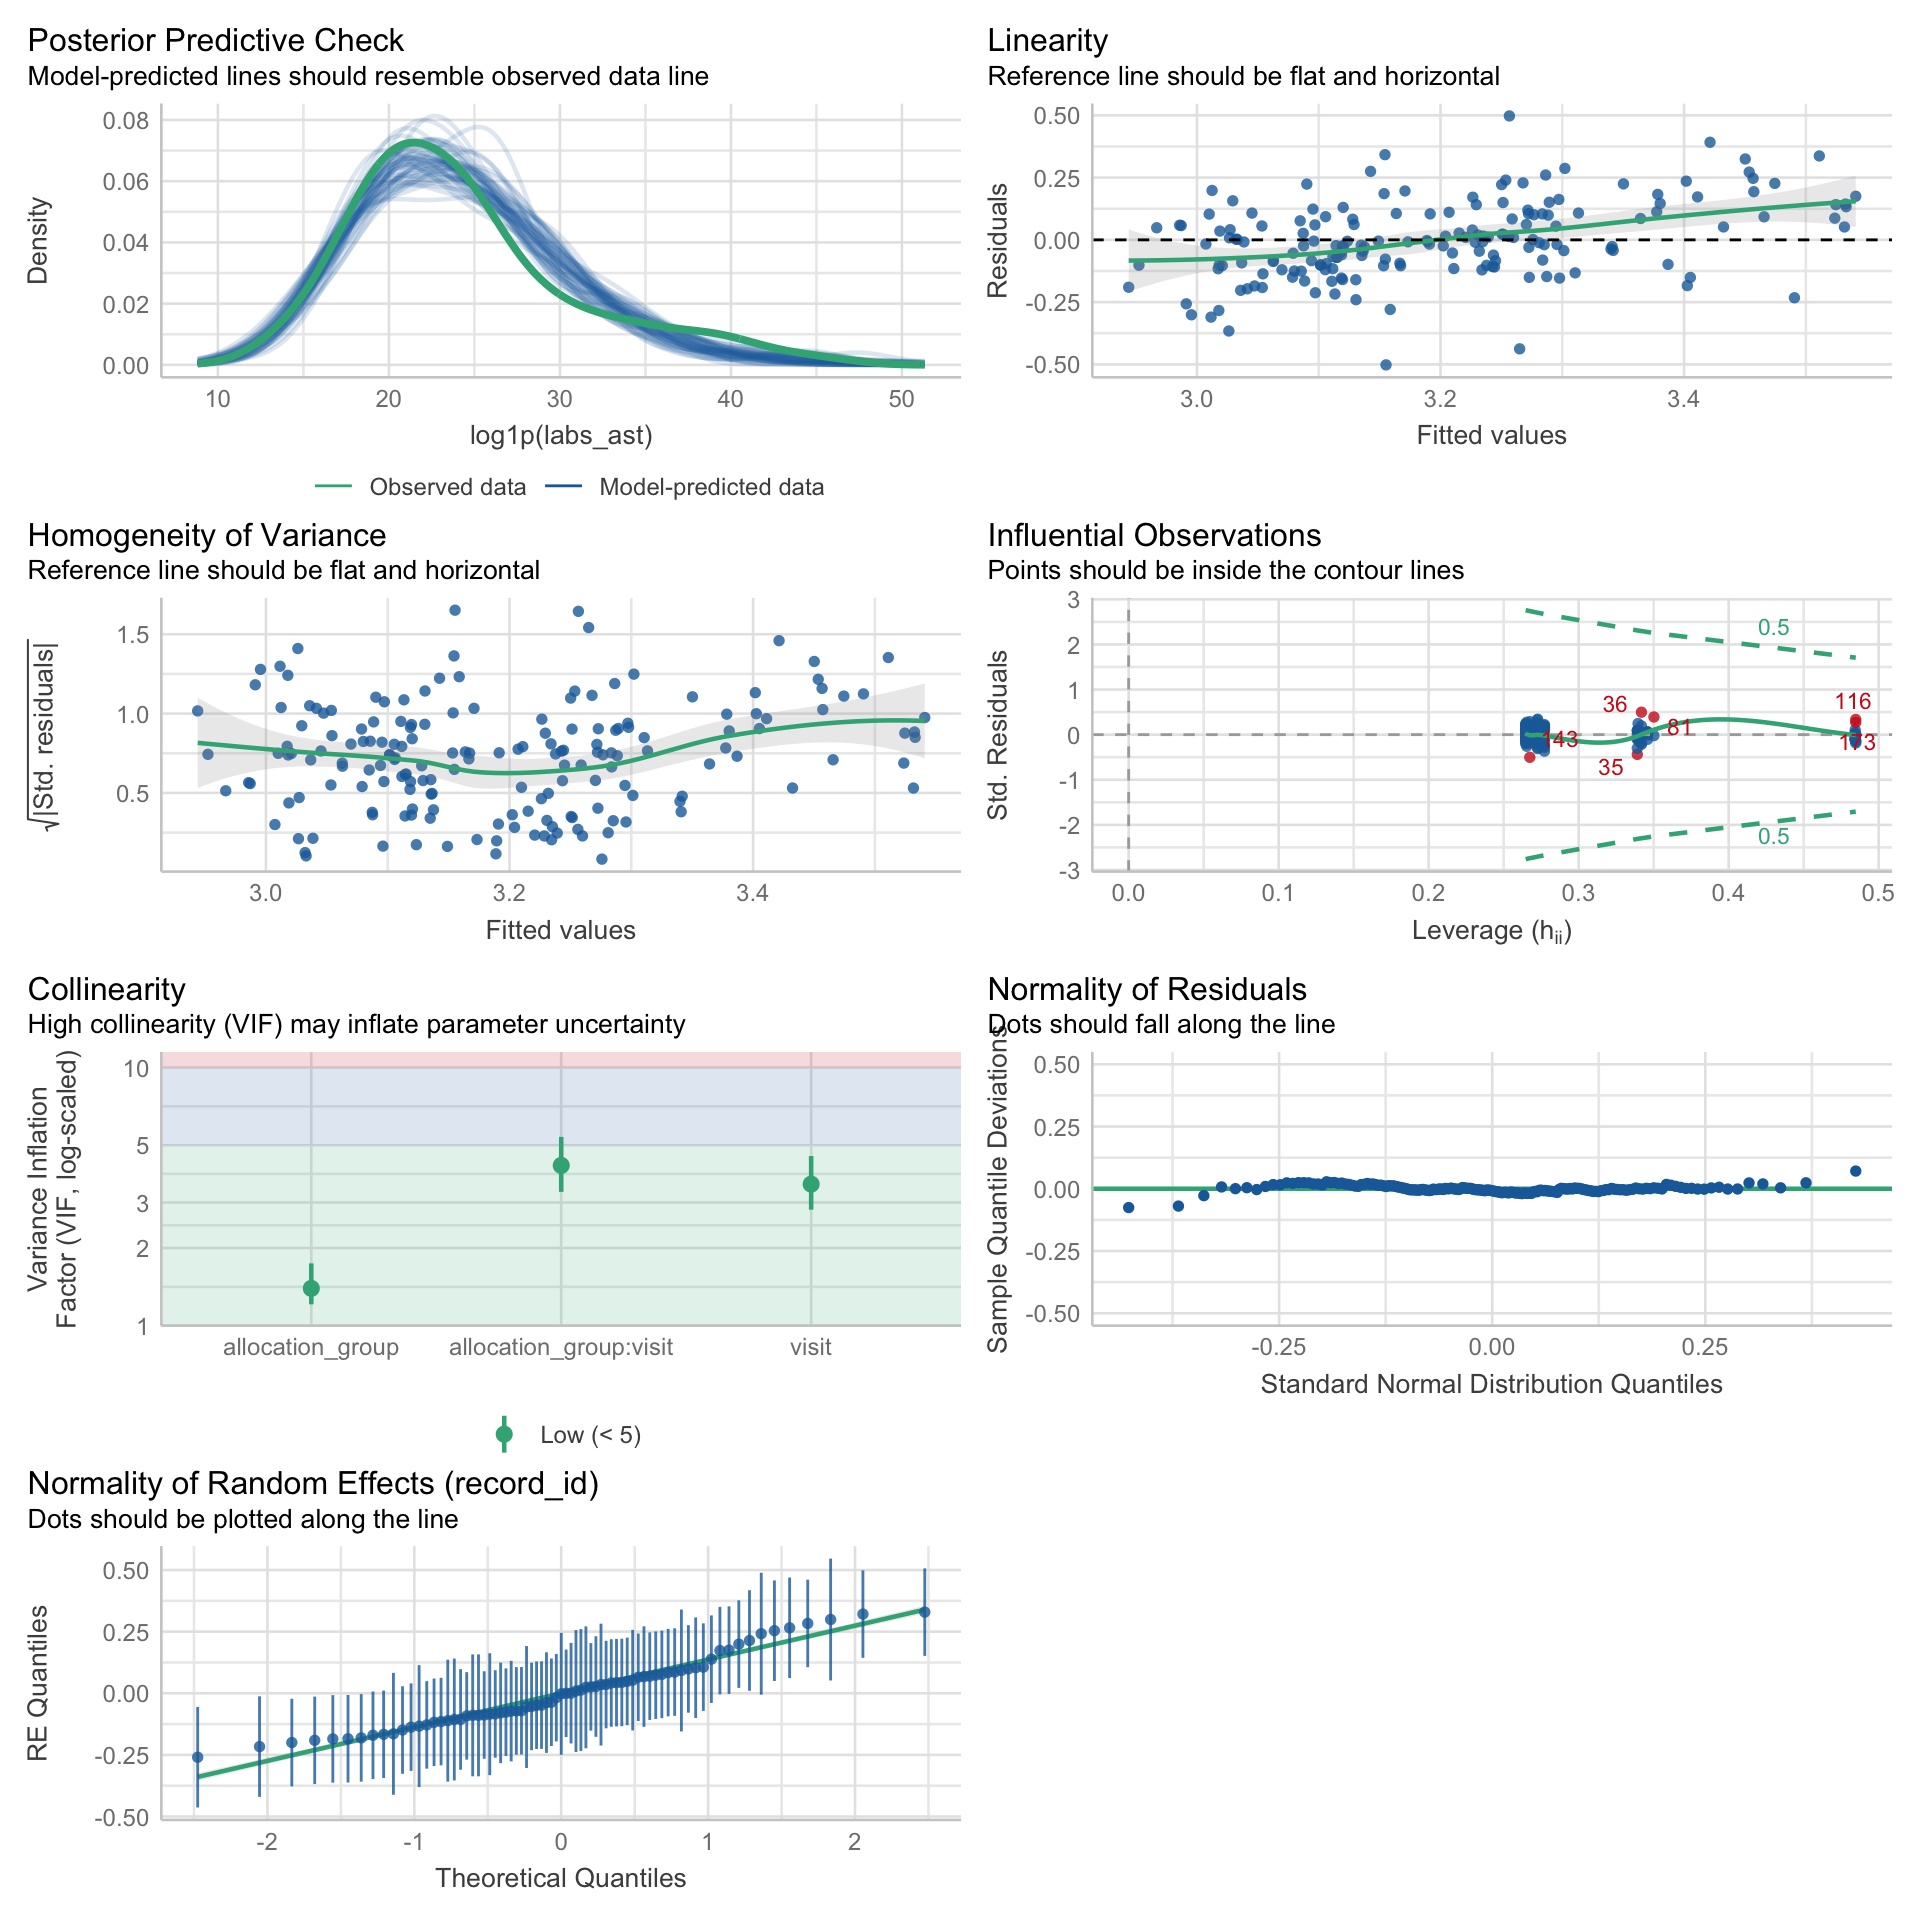 Posterior Predictive Check
Model-predicted lines should resemble observed data line
0.08
0.06
0.04
0.02
0.00
Density
10 20 30 40 50
log1p(labs_ast)
Observed data Model-predicted data
Linearity
Reference line should be flat and horizontal
0.50
0.25
0.00
-0.25
-0.50
Residuals
3.0 3.2 3.4
Fitted values
Homogeneity of Variance
Reference line should be flat and horizontal
1.5
1.0
0.5
√|Std. residuals|
3.0 3.2 3.4
Fitted values
Influential Observations
Points should be inside the contour lines
3
2
1
0
-1
-2
-3
Std. Residuals
0.5
116
36
81
143
173
35
0.5
0.0 0.1 0.2 0.3 0.4 0.5
Leverage (hii)
Collinearity
High collinearity (VIF) may inflate parameter uncertainty
10
5
3
2
1
Variance Inflation
Factor (VIF, log-scaled)
allocation_group allocation_group:visit visit
Low (< 5)
Normality of Residuals
Dots should fall along the line
0.50
0.25
0.00
-0.25
-0.50
Sample Quantile Deviations
-0.25 0.00 0.25
Standard Normal Distribution Quantiles
Normality of Random Effects (record_id)
Dots should be plotted along the line
0.50
0.25
0.00
-0.25
-0.50
RE Quantiles
-2 -1 0 1 2
Theoretical Quantiles